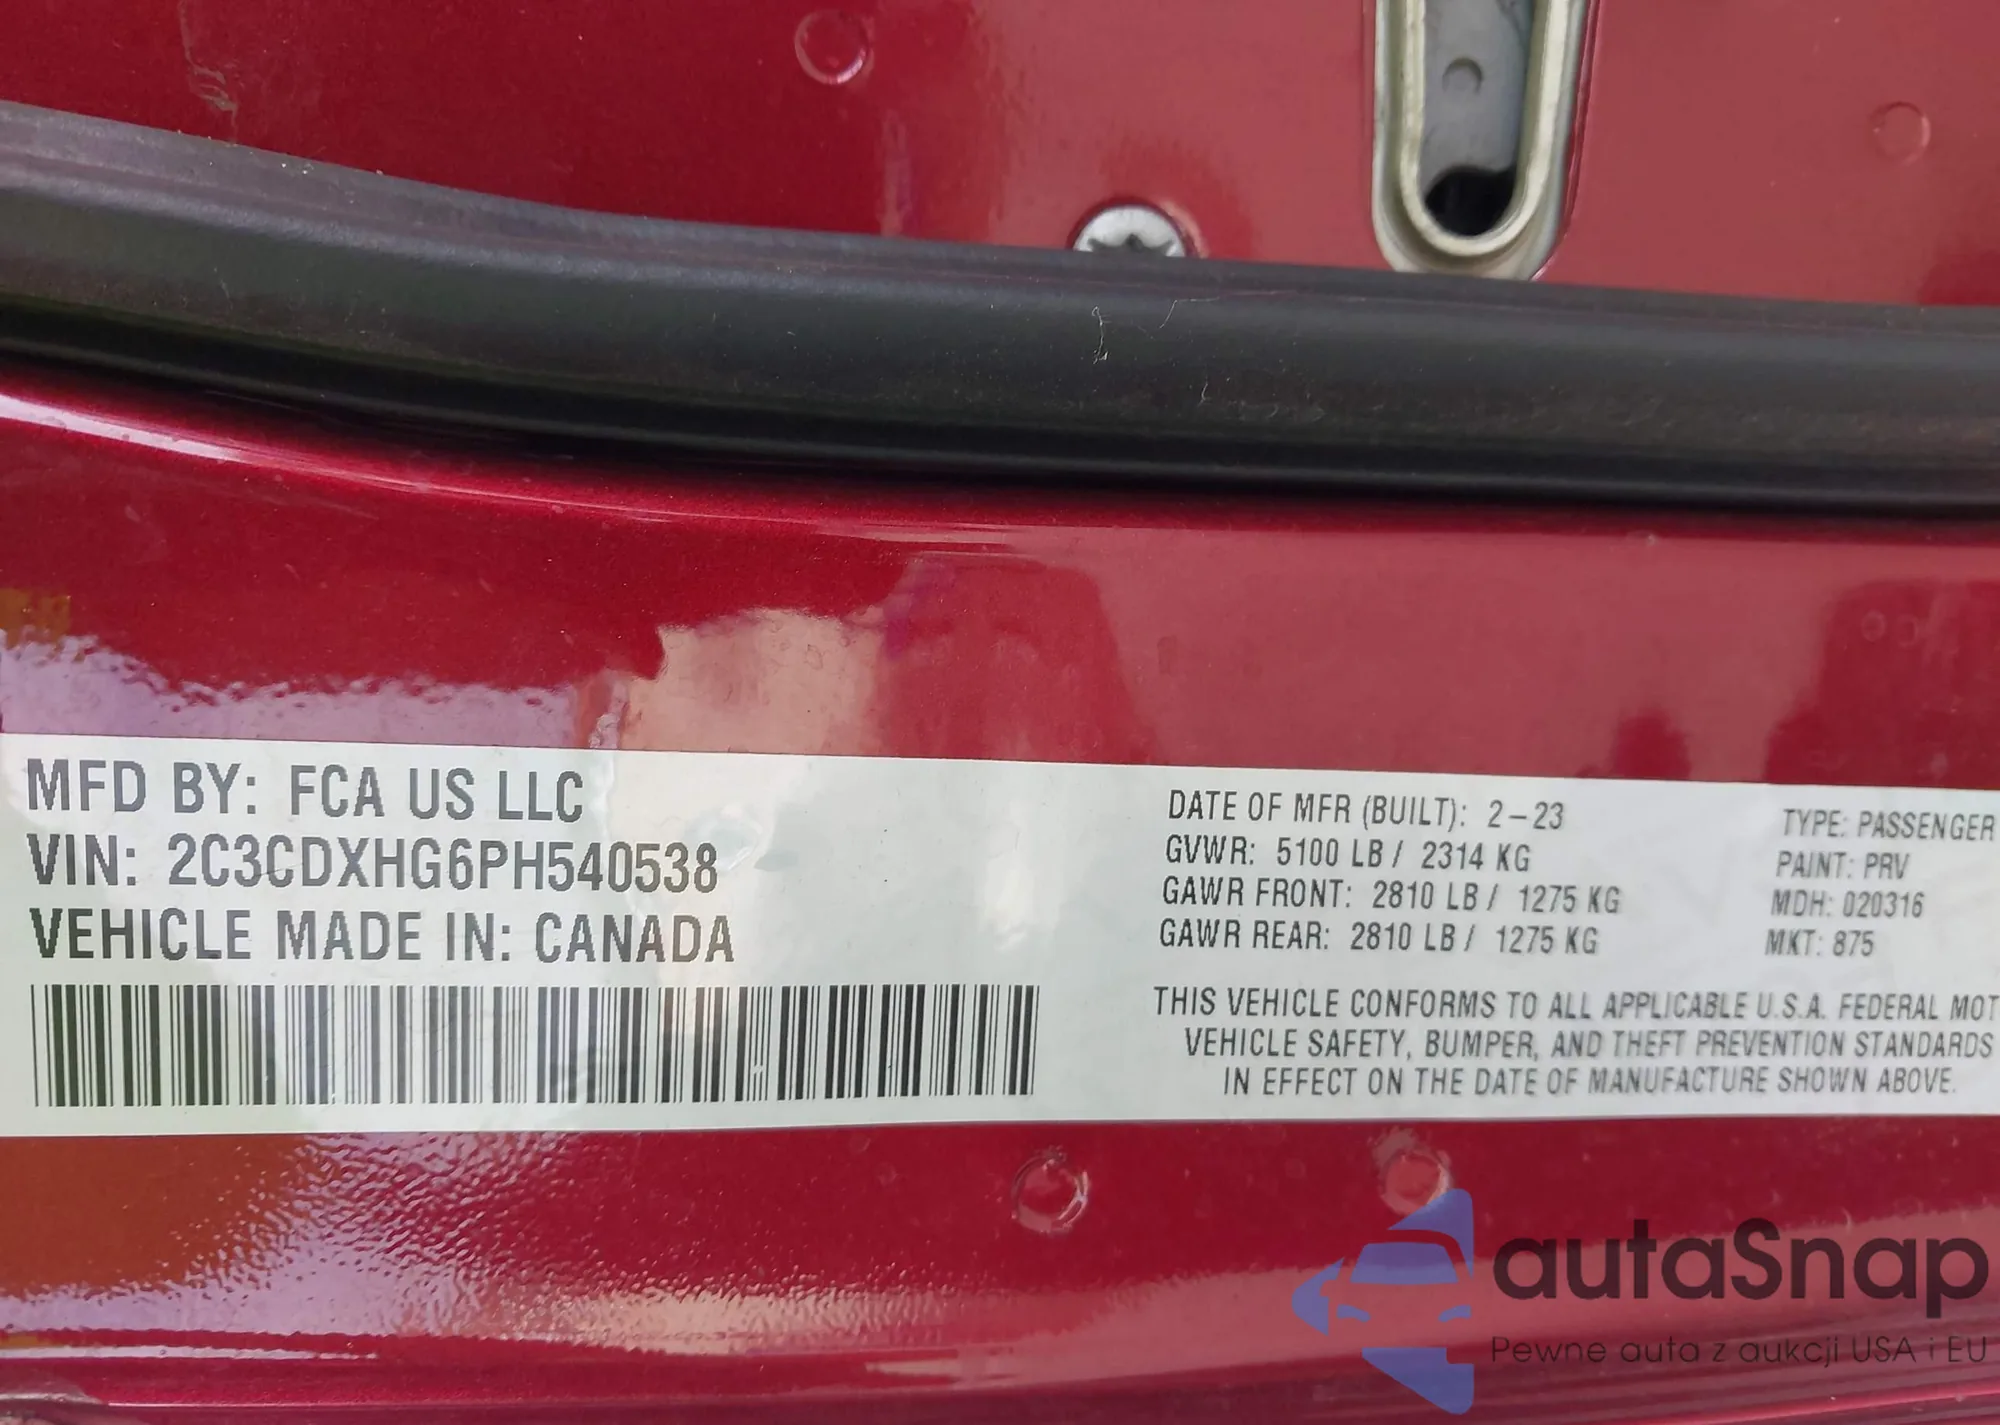 MFD BY: FCA US LLC
VIN: 2C3CDXHG6PH540538
VEHICLE MADE IN: CANADA
DATE OF MFR (BUILT): 2-23
GVWR: 5100 LB / 2314 KG
GAWR FRONT: 2810 LB / 1275 KG
GAWR REAR: 2810 LB / 1275 KG
TYPE: PASSENGER
PAINT: PRV
MDH: 020316
MKT: 875
THIS VEHICLE CONFORMS TO ALL APPLICABLE U.S.A. FEDERAL MOT
VEHICLE SAFETY, BUMPER, AND THEFT PREVENTION STANDARDS
IN EFFECT ON THE DATE OF MANUFACTURE SHOWN ABOVE.
autaSnap
Pewne auta z aukcji USA i EU